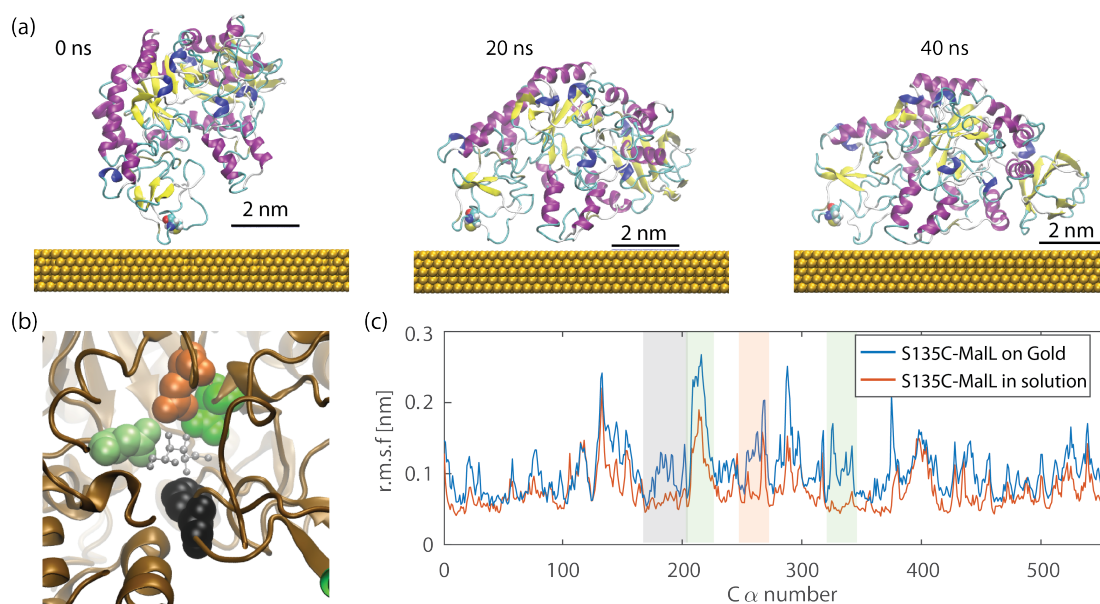 (a)
0 ns
20 ns
40 ns
2 nm
2 nm
2 nm
(b)
(c)
r.m.s.f [nm]
0.3
0.2
0.1
0
S135C-MalL on Gold
S135C-MalL in solution
0 100 200 300 400 500
C α number